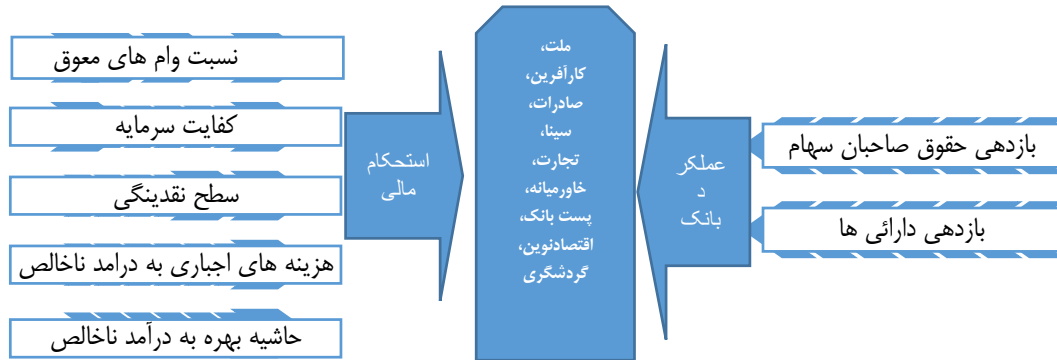 بازدهی حقوق صاحبان سهام
بازدهی دارائی ها
عملکر
د
بانک
ملت،
کارآفرین،
صادرات،
سینا،
تجارت،
خاورمیانه،
پست بانک،
اقتصادنوین،
گردشگری
استحکام
مالی
نسبت وام های معوق
کفایت سرمایه
سطح نقدینگی
هزینه های اجباری به درامد ناخالص
حاشیه بهره به درآمد ناخالص